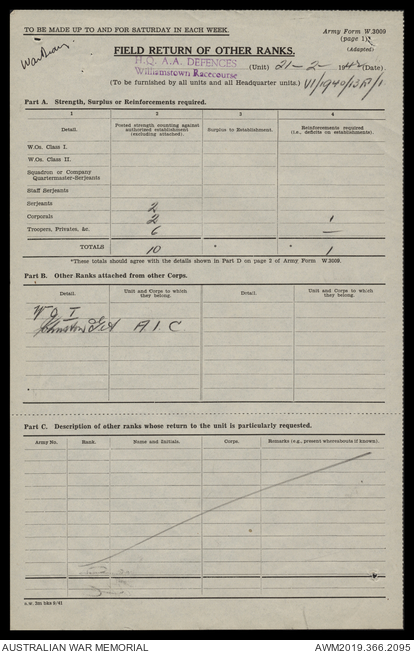 TO BE MADE UP TO AND FOR SATURDAY IN EACH WEEK.
Army Form W.3009
(page 1).
(Adapted)
War Diary
FIELD RETURN OF OTHER RANKS.
H.Q. A.A. DEFENCES (Unit) 21-2-1942 (Date)
Williamstown Racecourse
(To be furnished by all units and all Headquarter units.)
Part A. Strength, Surplus or Reinforcements required.
1 2 3 4
Detail. Posted strength counting against authorized establishment (excluding attached). Surplus to Establishment. Reinforcements required (i.e., deficits on establishments).
W.Os. Class I.
W.Os. Class II.
Squadron or Company Quartermaster-Serjeants
Staff Serjeants
Serjeants 2
Corporals 2 1
Troopers, Privates, &c. 6 —
TOTALS 10 * * 1
*These totals should agree with the details shown in Part D on page 2 of Army Form W.3009.
Part B. Other Ranks attached from other Corps.
Detail. Unit and Corps to which they belong. Detail. Unit and Corps to which they belong.
W O I
Johnston A I C
Part C. Description of other ranks whose return to the unit is particularly requested.
Army No. Rank. Name and Initials. Corps. Remarks (e.g., present whereabouts if known).
AUSTRALIAN WAR MEMORIAL
AWM2019.366.2095